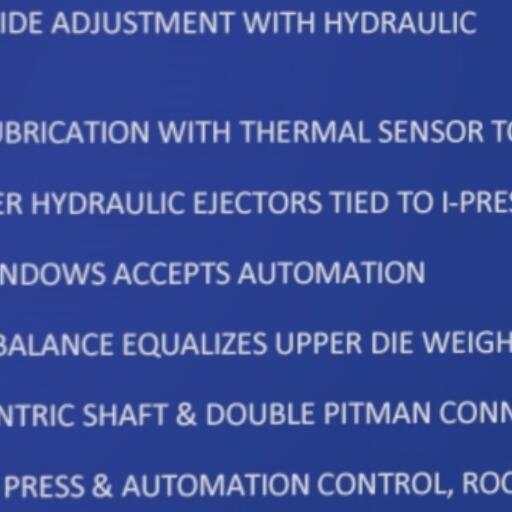 IDE ADJUSTMENT WITH HYDRAULIC
UBRICATION WITH THERMAL SENSOR TO
ER HYDRAULIC EJECTORS TIED TO I-PRES
NDOWS ACCEPTS AUTOMATION
BALANCE EQUALIZES UPPER DIE WEIGH
NTRIC SHAFT & DOUBLE PITMAN CONN
PRESS & AUTOMATION CONTROL, ROC